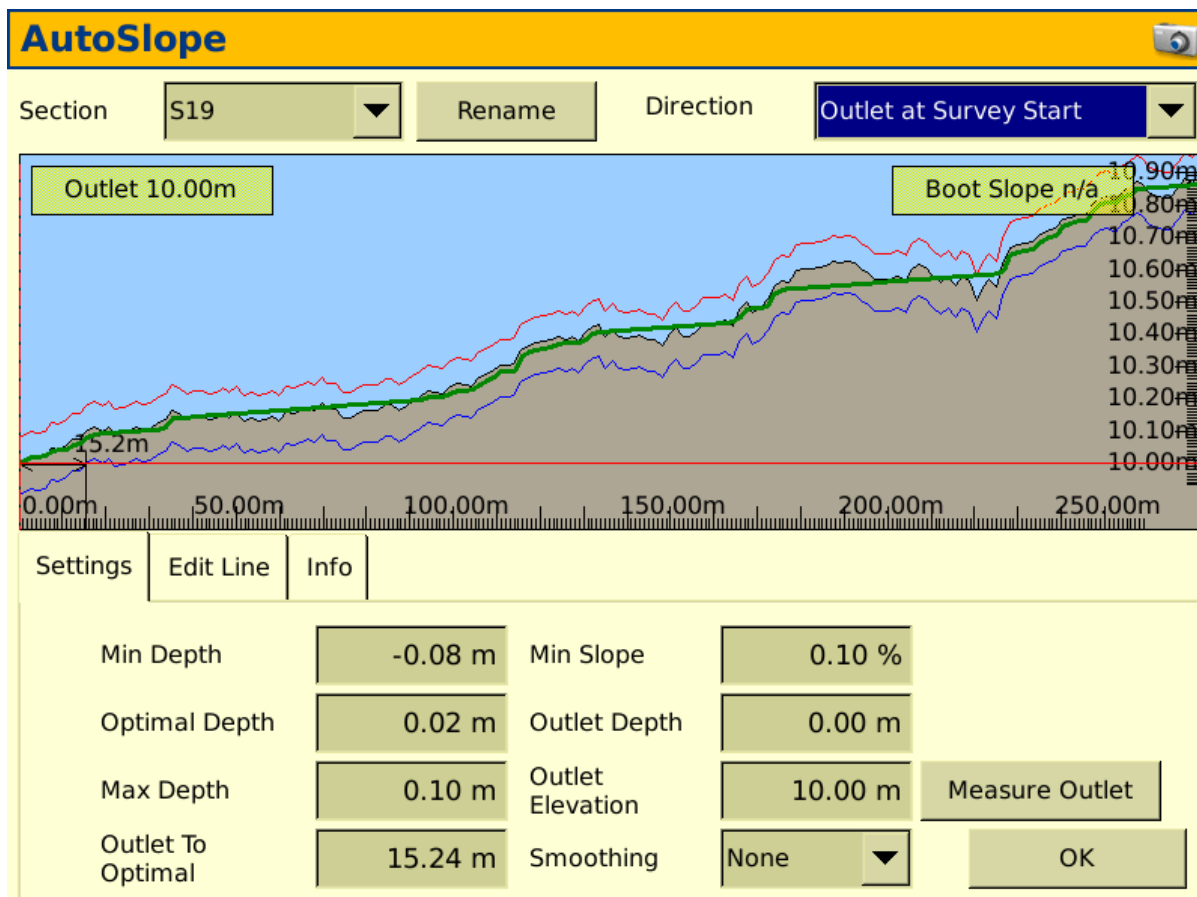 AutoSlope
Section
S19
Rename
Direction
Outlet at Survey Start
Outlet 10.00m
Boot Slope n/a
10.90m
10.80m
10.70m
10.60m
10.50m
10.40m
10.30m
10.20m
10.10m
10.00m
15.2m
0.00m
50.00m
100.00m
150.00m
200.00m
250.00m
Settings
Edit Line
Info
Min Depth
-0.08 m
Min Slope
0.10 %
Optimal Depth
0.02 m
Outlet Depth
0.00 m
Max Depth
0.10 m
Outlet
Elevation
10.00 m
Measure Outlet
Outlet To
Optimal
15.24 m
Smoothing
None
OK